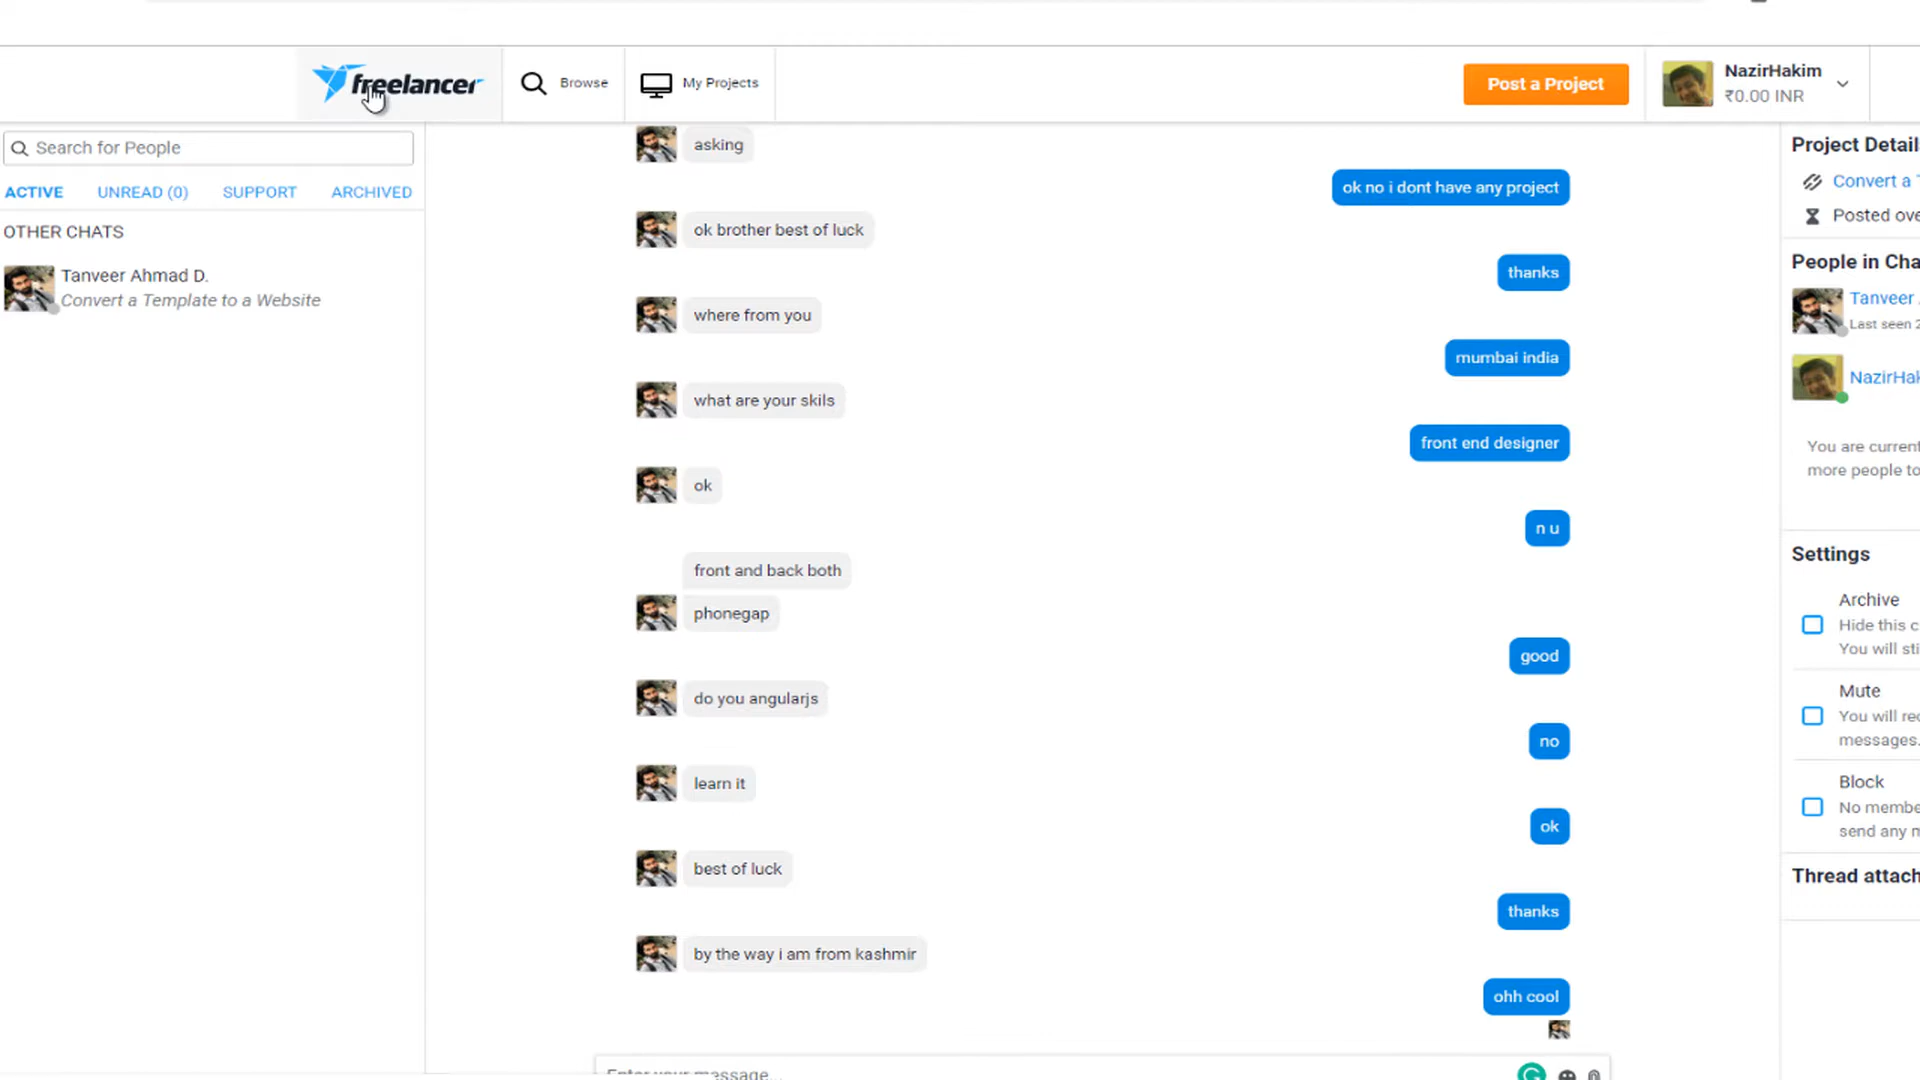 freelancer
Browse
My Projects
Post a Project
NazirHakim
₹0.00 INR
Search for People
ACTIVE
UNREAD (0)
SUPPORT
ARCHIVED
OTHER CHATS
Tanveer Ahmad D.
Convert a Template to a Website
asking
ok no i dont have any project
ok brother best of luck
thanks
where from you
mumbai india
what are your skils
front end designer
ok
n u
front and back both
phonegap
good
do you angularjs
no
learn it
ok
best of luck
thanks
by the way i am from kashmir
ohh cool
Enter your message...
Project Detail
Convert a T
Posted ove
People in Cha
Tanveer
Last seen 2
NazirHak
You are current
more people to
Settings
Archive
Hide this c
You will sti
Mute
You will rec
messages.
Block
No membe
send any m
Thread attach